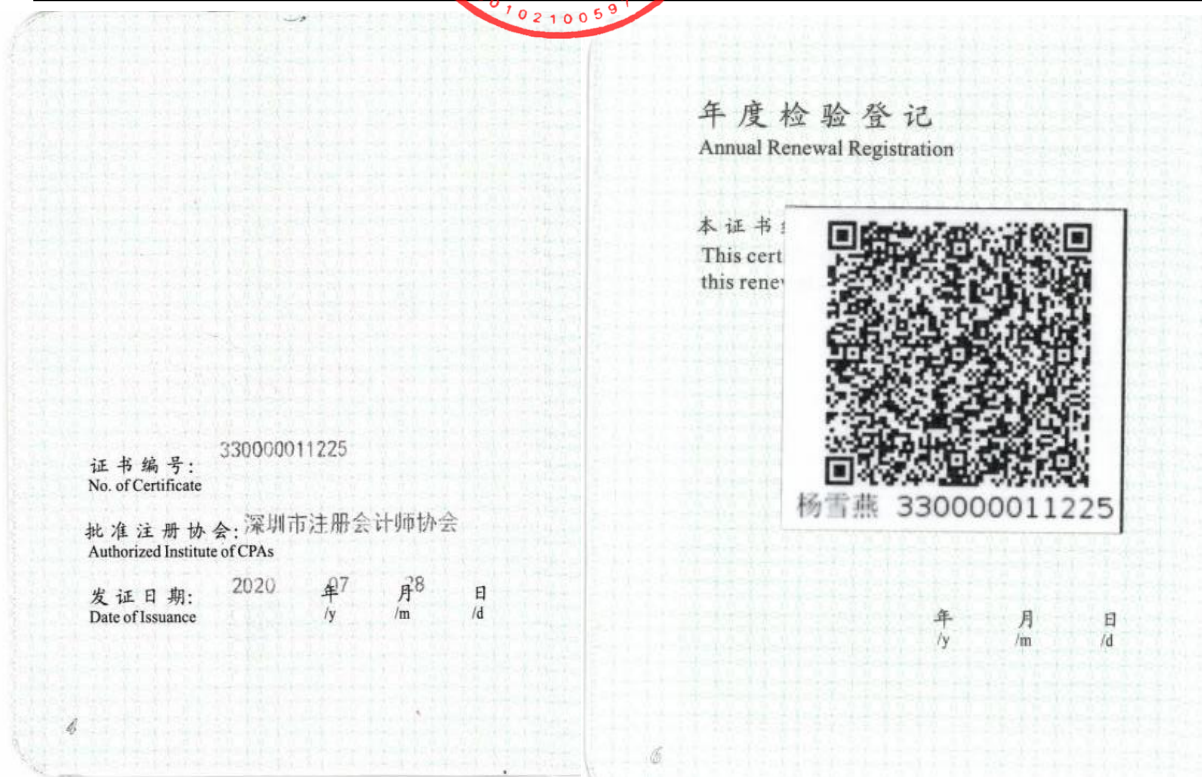 0102100597
330000011225
证书编号:
No. of Certificate
深圳市注册会计师协会
批准注册协会:
Authorized Institute of CPAs
2020 07 28
发证日期: 年 月 日
Date of Issuance /y /m /d
4
年度检验登记
Annual Renewal Registration
本证书
This cert
this rene
杨雪燕 330000011225
年 月 日
/y /m /d
6